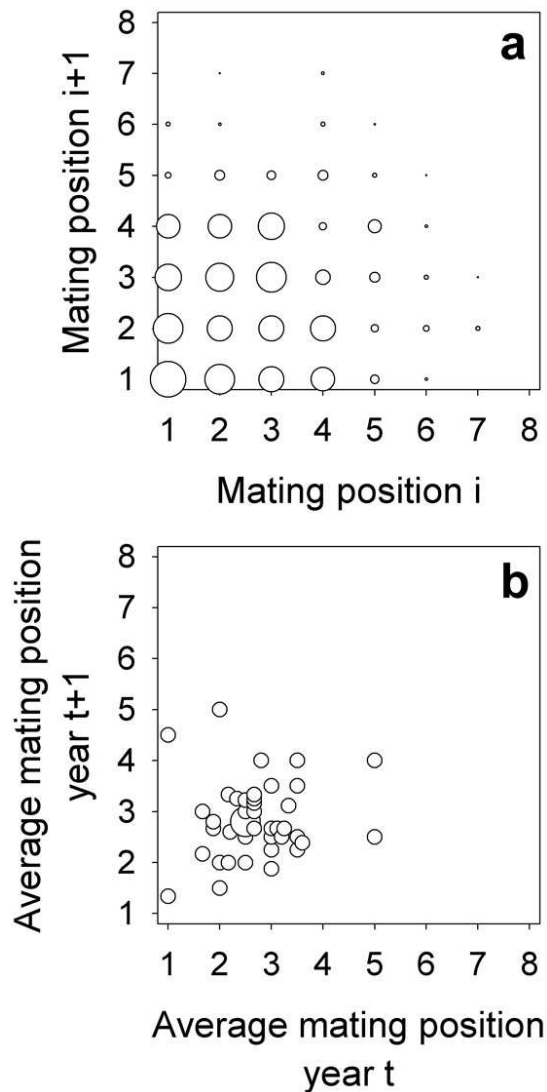 a
Mating position i+1
8
7
6
5
4
3
2
1
1 2 3 4 5 6 7 8
Mating position i
b
Average mating position
year t+1
8
7
6
5
4
3
2
1
1 2 3 4 5 6 7 8
Average mating position
year t